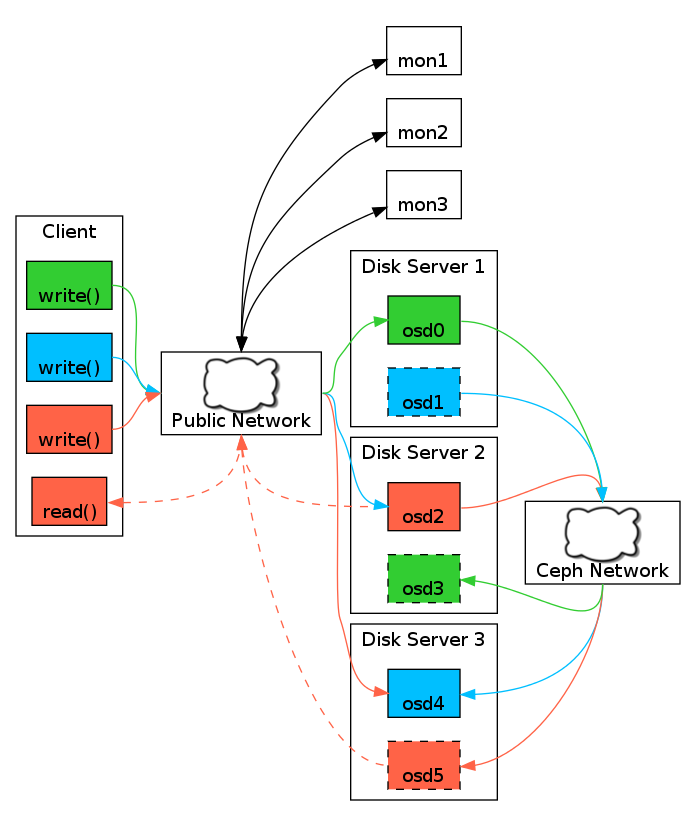 mon1
mon2
mon3
Client
write()
write()
write()
read()
Public Network
Disk Server 1
osd0
osd1
Disk Server 2
osd2
osd3
Ceph Network
Disk Server 3
osd4
osd5